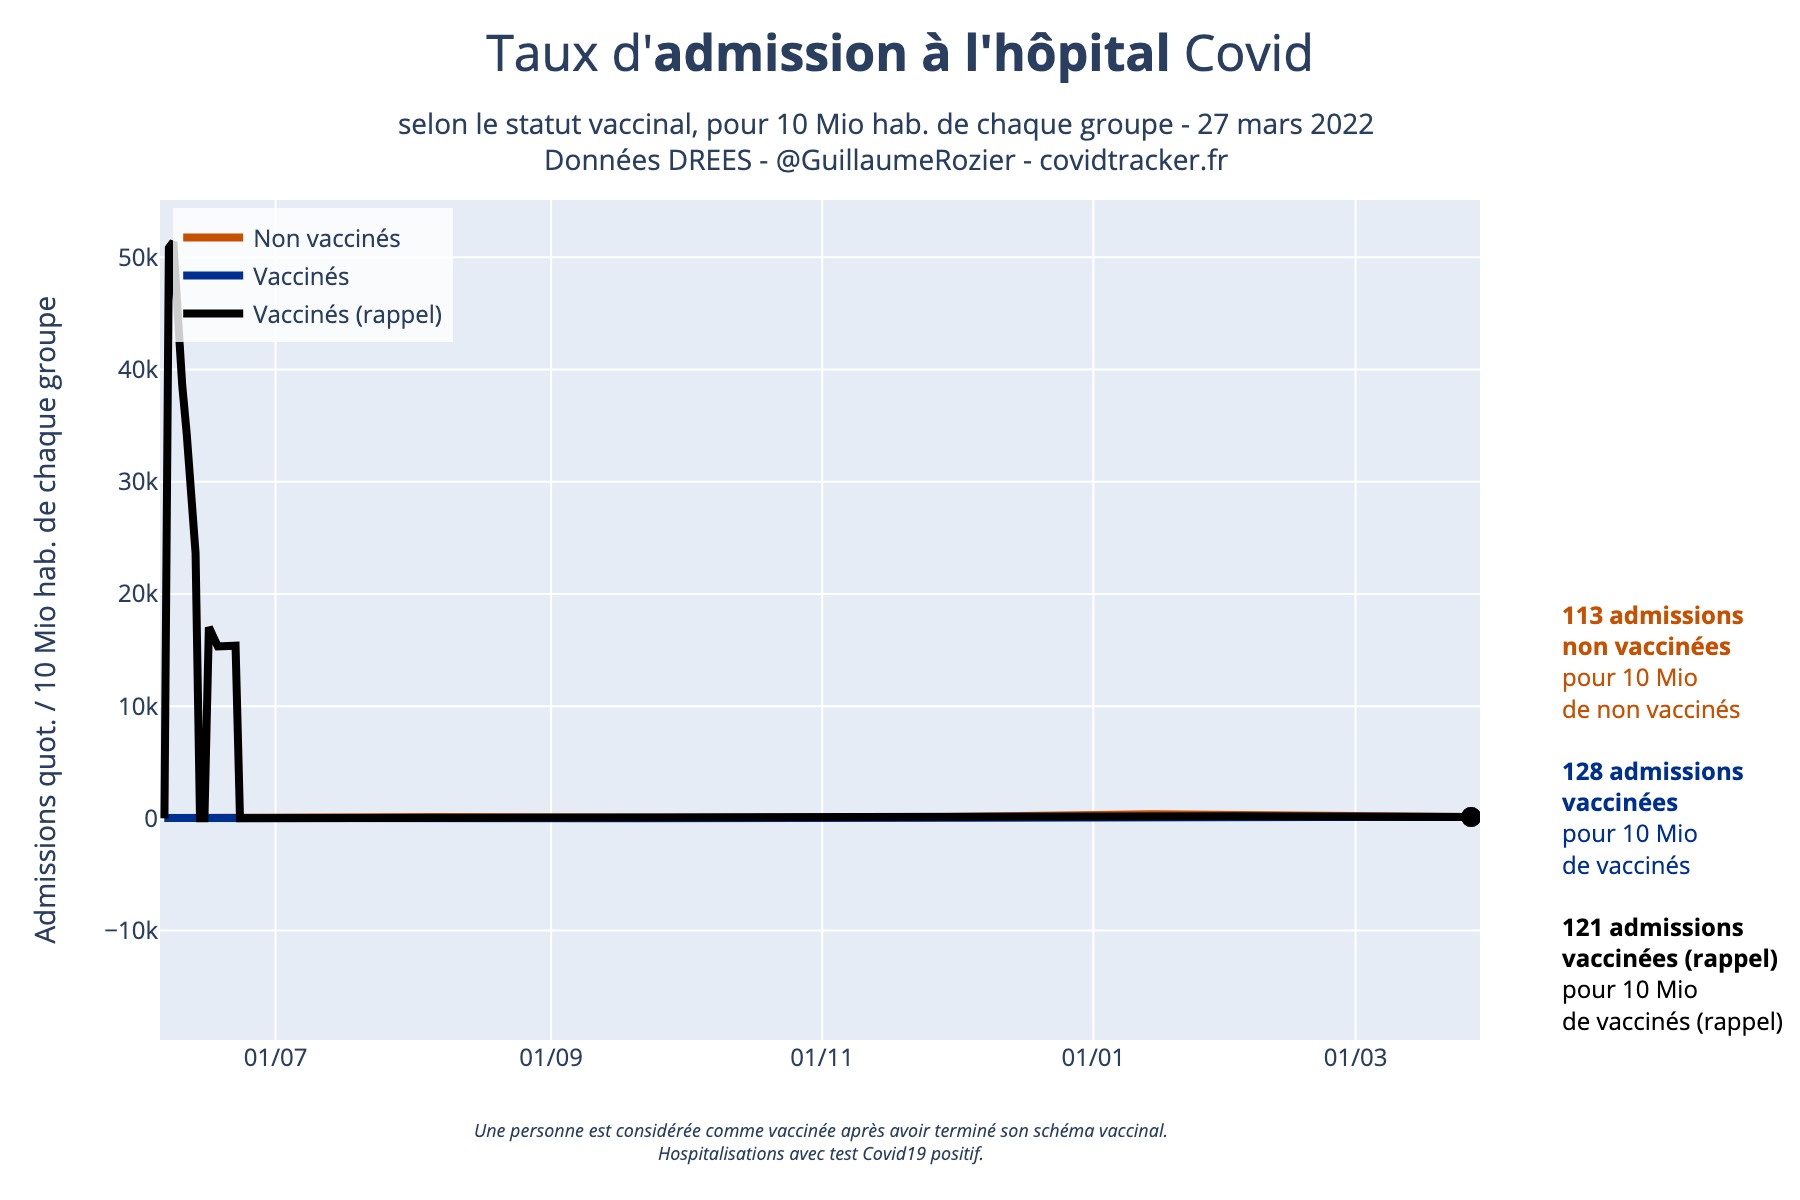 Taux d'admission à l'hôpital Covid
selon le statut vaccinal, pour 10 Mio hab. de chaque groupe - 27 mars 2022
Données DREES - @GuillaumeRozier - covidtracker.fr
Non vaccinés
Vaccinés
Vaccinés (rappel)
Admissions quot. / 10 Mio hab. de chaque groupe
50k
40k
30k
20k
10k
0
−10k
01/07
01/09
01/11
01/01
01/03
113 admissions
non vaccinées
pour 10 Mio
de non vaccinés
128 admissions
vaccinées
pour 10 Mio
de vaccinés
121 admissions
vaccinées (rappel)
pour 10 Mio
de vaccinés (rappel)
Une personne est considérée comme vaccinée après avoir terminé son schéma vaccinal.
Hospitalisations avec test Covid19 positif.